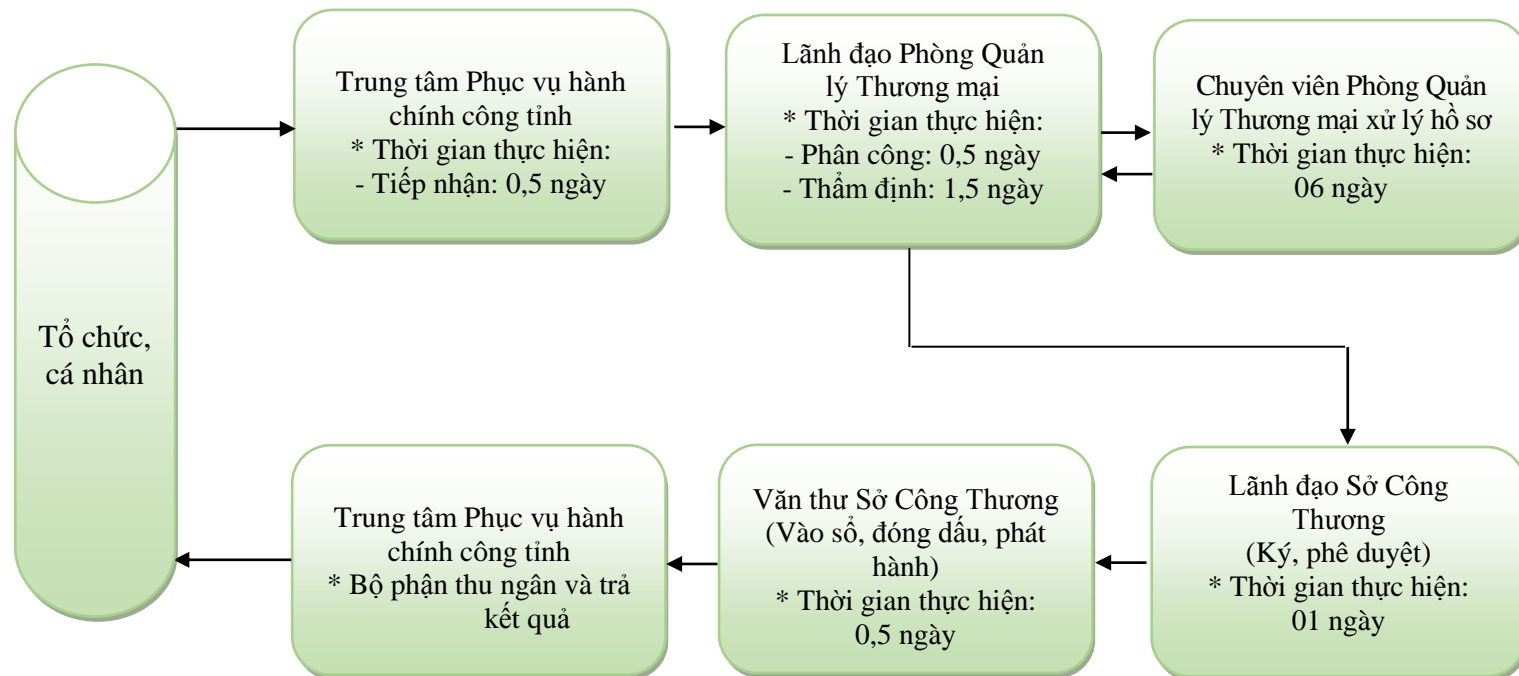 Tổ chức,
cá nhân
Trung tâm Phục vụ hành
chính công tỉnh
* Thời gian thực hiện:
- Tiếp nhận: 0,5 ngày
Lãnh đạo Phòng Quản
lý Thương mại
* Thời gian thực hiện:
- Phân công: 0,5 ngày
- Thẩm định: 1,5 ngày
Chuyên viên Phòng Quản
lý Thương mại xử lý hồ sơ
* Thời gian thực hiện:
06 ngày
Lãnh đạo Sở Công
Thương
(Ký, phê duyệt)
* Thời gian thực hiện:
01 ngày
Văn thư Sở Công Thương
(Vào sổ, đóng dấu, phát
hành)
* Thời gian thực hiện:
0,5 ngày
Trung tâm Phục vụ hành
chính công tỉnh
* Bộ phận thu ngân và trả
kết quả